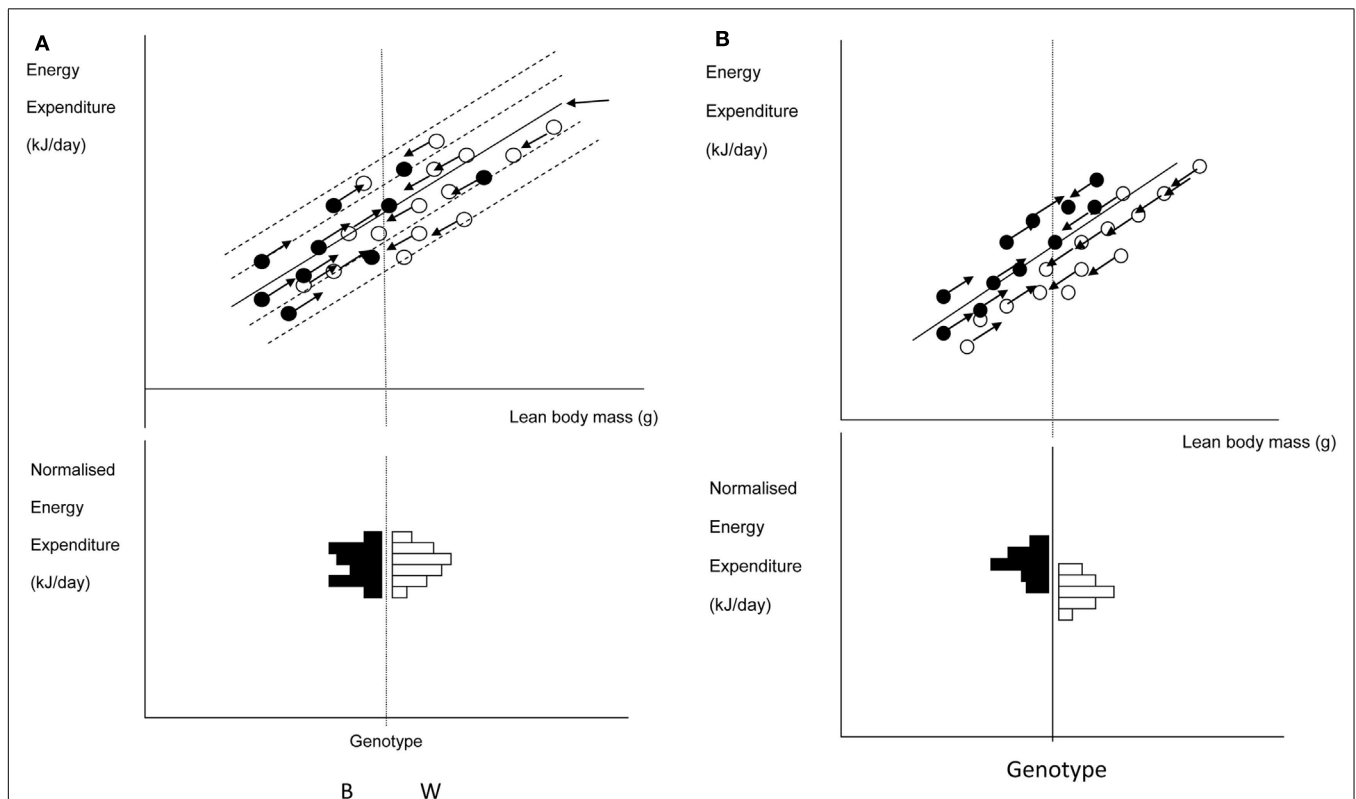 A
Energy
Expenditure
(kJ/day)
Lean body mass (g)
Normalised
Energy
Expenditure
(kJ/day)
Genotype
B W
B
Energy
Expenditure
(kJ/day)
Lean body mass (g)
Normalised
Energy
Expenditure
(kJ/day)
Genotype